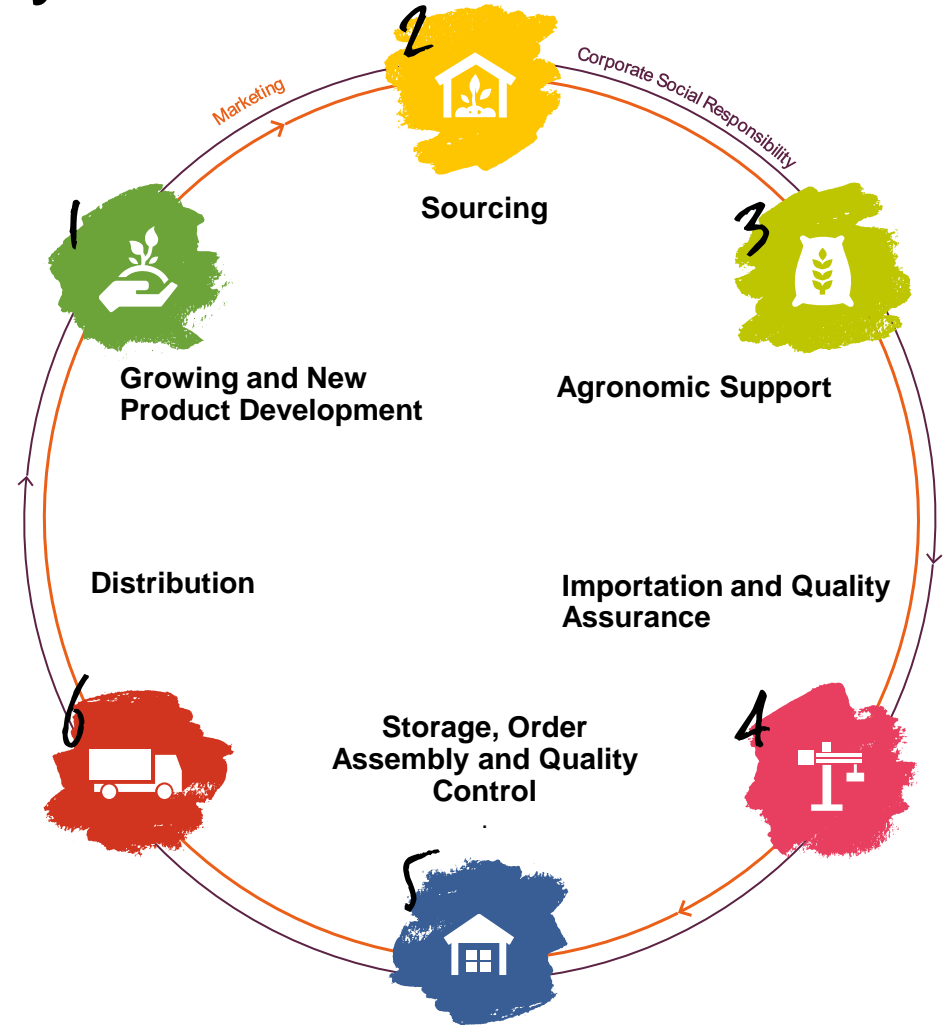 2
Marketing
Corporate Social Responsibility
Sourcing
1
3
Growing and New
Product Development
Agronomic Support
Distribution
Importation and Quality
Assurance
6
4
Storage, Order
Assembly and Quality
Control
.
5